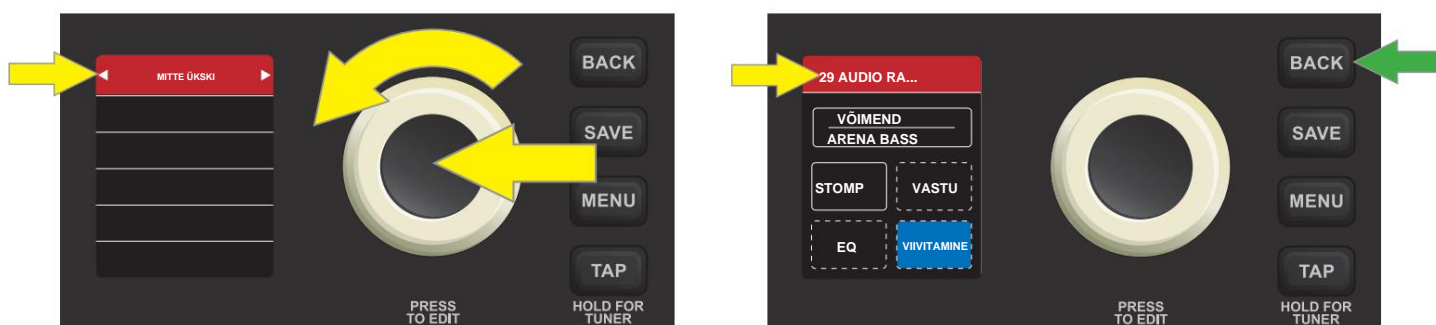 MITTE ÜKSKI
BACK
SAVE
MENU
TAP
PRESS
TO EDIT
HOLD FOR
TUNER
29 AUDIO RA...
VÕIMEND
ARENA BASS
STOMP
VASTU
EQ
VIIVITAMINE
BACK
SAVE
MENU
TAP
PRESS
TO EDIT
HOLD FOR
TUNER